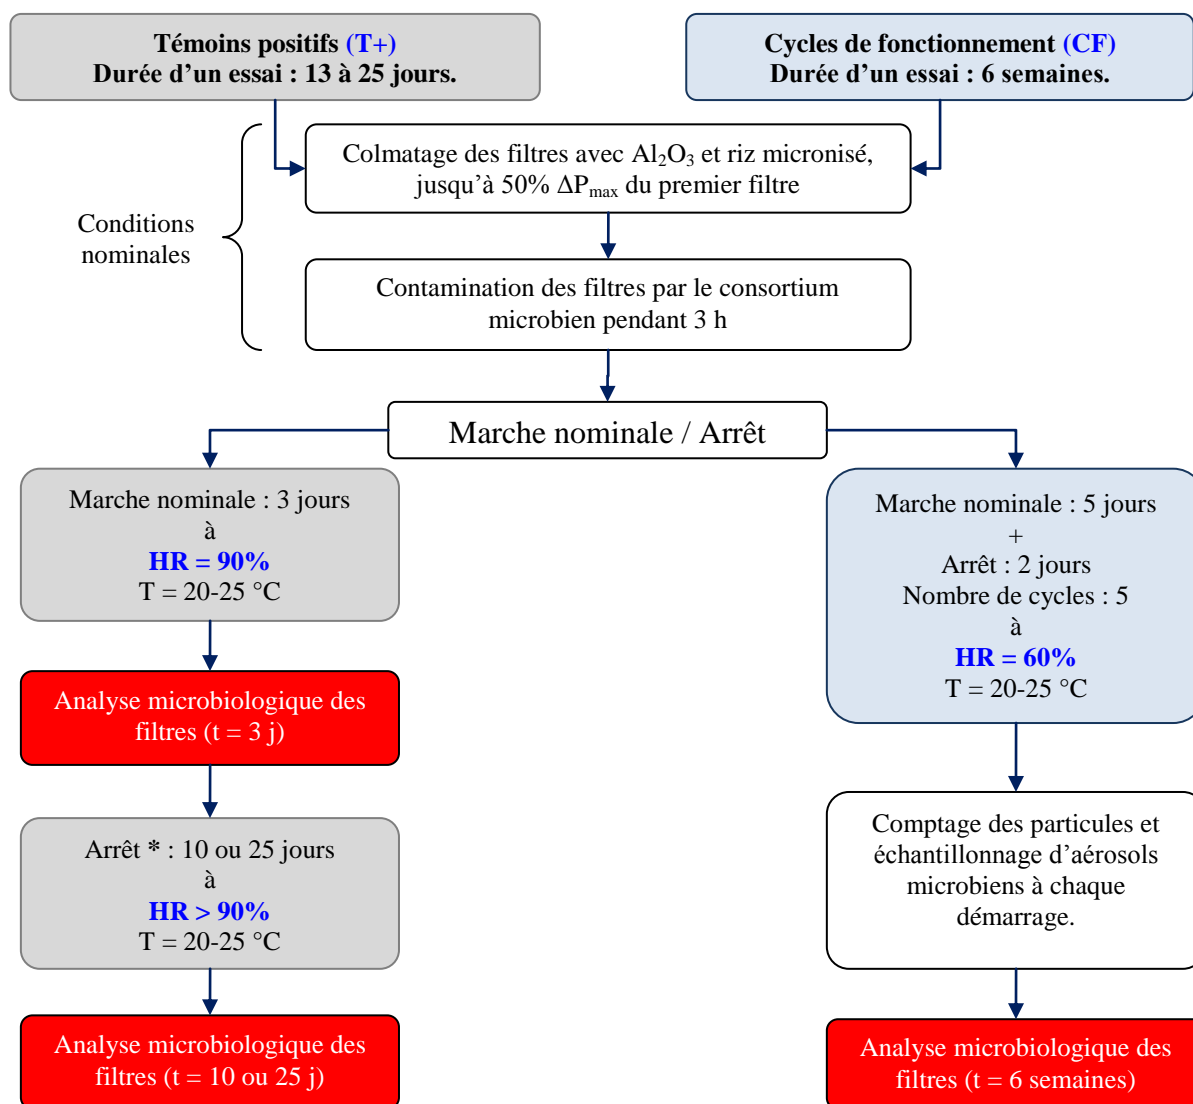 Témoins positifs (T+)
Durée d'un essai : 13 à 25 jours.
Cycles de fonctionnement (CF)
Durée d'un essai : 6 semaines.
Colmatage des filtres avec Al₂O₃ et riz micronisé,
jusqu'à 50% ΔPmax du premier filtre
Conditions
nominales
Contamination des filtres par le consortium
microbien pendant 3 h
Marche nominale / Arrêt
Marche nominale : 3 jours
à
HR = 90%
T = 20-25 °C
Analyse microbiologique des
filtres (t = 3 j)
Arrêt * : 10 ou 25 jours
à
HR > 90%
T = 20-25 °C
Analyse microbiologique des
filtres (t = 10 ou 25 j)
Marche nominale : 5 jours
+
Arrêt : 2 jours
Nombre de cycles : 5
à
HR = 60%
T = 20-25 °C
Comptage des particules et
échantillonnage d'aérosols
microbiens à chaque
démarrage.
Analyse microbiologique des
filtres (t = 6 semaines)